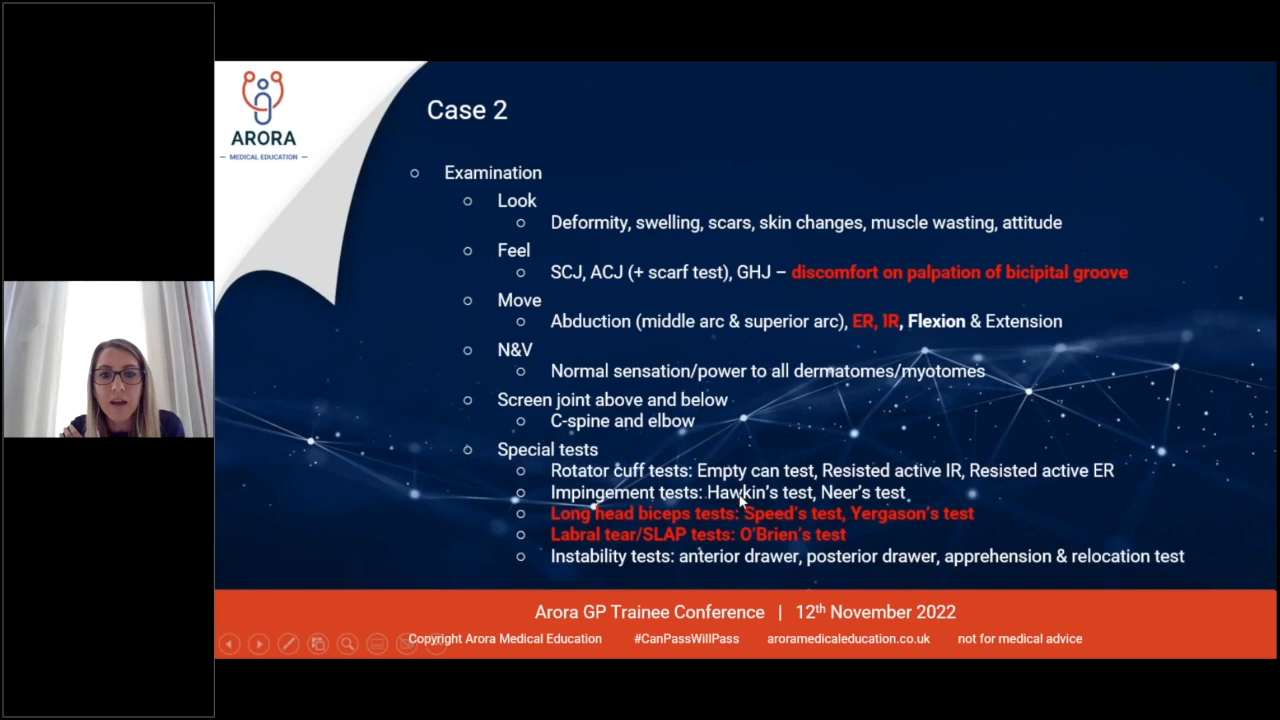 ARORA
MEDICAL EDUCATION
Case 2
Examination
Look
Deformity, swelling, scars, skin changes, muscle wasting, attitude
Feel
SCJ, ACJ (+ scarf test), GHJ – discomfort on palpation of bicipital groove
Move
Abduction (middle arc & superior arc), ER, IR, Flexion & Extension
N&V
Normal sensation/power to all dermatomes/myotomes
Screen joint above and below
C-spine and elbow
Special tests
Rotator cuff tests: Empty can test, Resisted active IR, Resisted active ER
Impingement tests: Hawkin's test, Neer's test
Long head biceps tests: Speed's test, Yergason's test
Labral tear/SLAP tests: O'Brien's test
Instability tests: anterior drawer, posterior drawer, apprehension & relocation test
Arora GP Trainee Conference | 12th November 2022
Copyright Arora Medical Education #CanPassWillPass aroramedicaleducation.co.uk not for medical advice